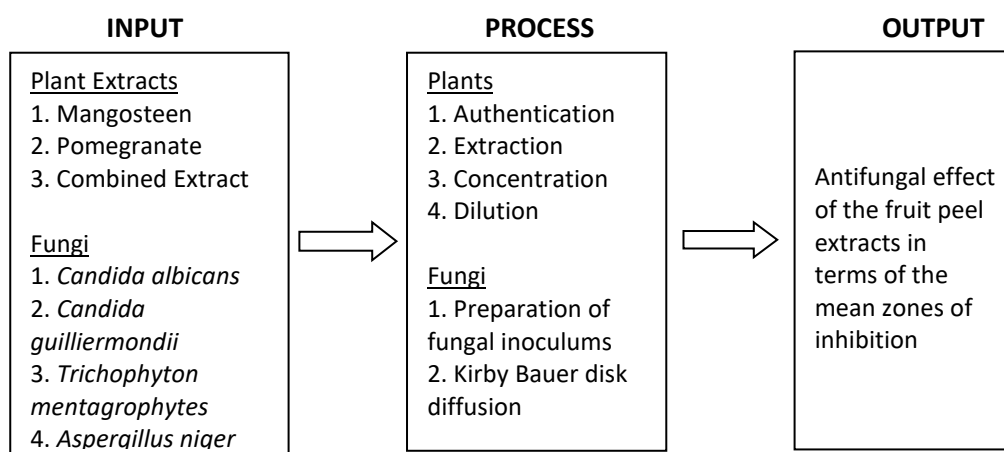 INPUT
Plant Extracts
1. Mangosteen
2. Pomegranate
3. Combined Extract
Fungi
1. Candida albicans
2. Candida
guilliermondii
3. Trichophyton
mentagrophytes
4. Aspergillus niger
PROCESS
Plants
1. Authentication
2. Extraction
3. Concentration
4. Dilution
Fungi
1. Preparation of
fungal inoculums
2. Kirby Bauer disk
diffusion
OUTPUT
Antifungal effect
of the fruit peel
extracts in
terms of the
mean zones of
inhibition